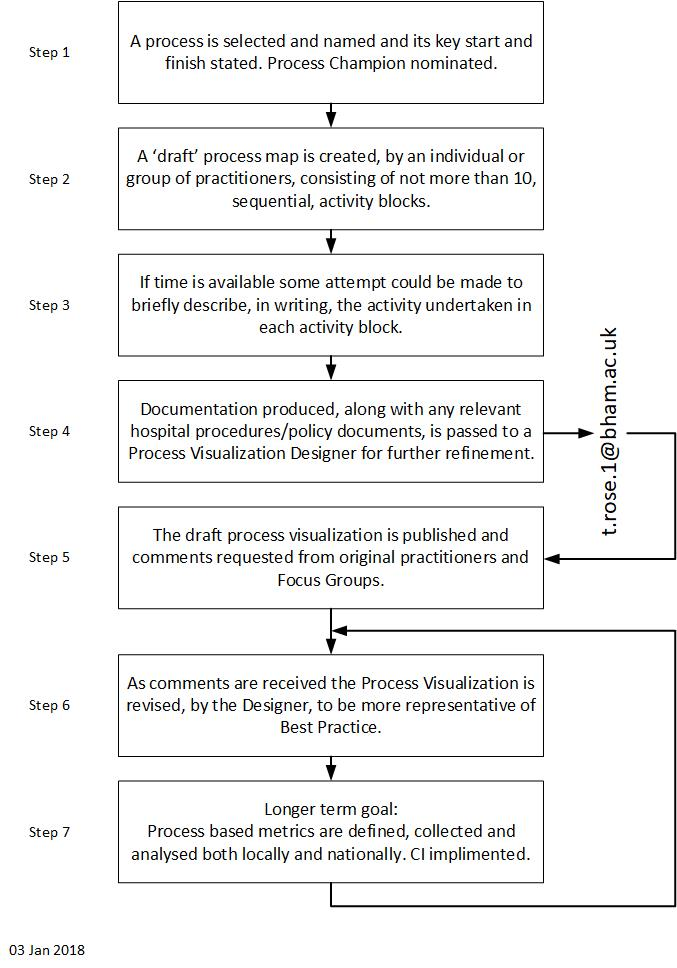 Step 1
A process is selected and named and its key start and
finish stated. Process Champion nominated.
Step 2
A ‘draft’ process map is created, by an individual or
group of practitioners, consisting of not more than 10,
sequential, activity blocks.
Step 3
If time is available some attempt could be made to
briefly describe, in writing, the activity undertaken in
each activity block.
Step 4
Documentation produced, along with any relevant
hospital procedures/policy documents, is passed to a
Process Visualization Designer for further refinement.
t.rose.1@bham.ac.uk
Step 5
The draft process visualization is published and
comments requested from original practitioners and
Focus Groups.
Step 6
As comments are received the Process Visualization is
revised, by the Designer, to be more representative of
Best Practice.
Step 7
Longer term goal:
Process based metrics are defined, collected and
analysed both locally and nationally. CI implimented.
03 Jan 2018